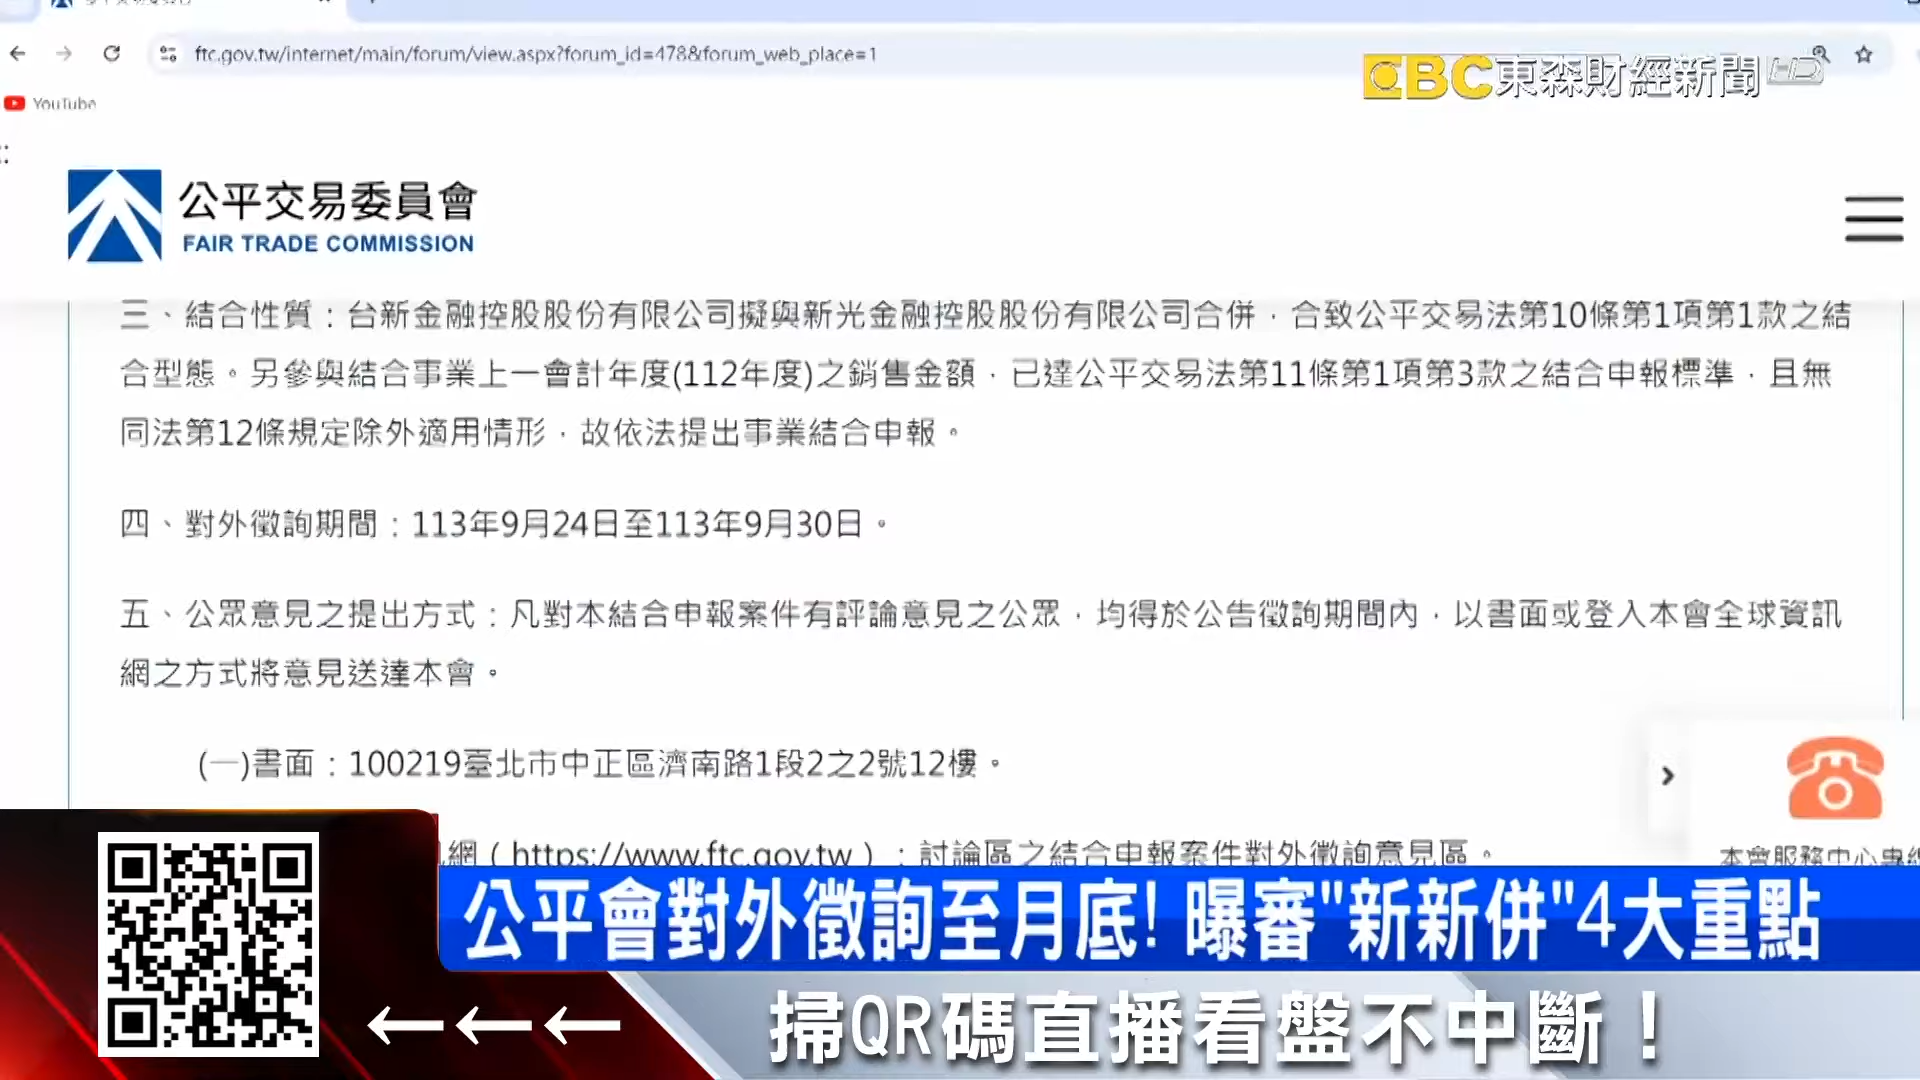 ftc.gov.tw/internet/main/forum/view.aspx?forum_id=478&forum_web_place=1
EBC東森財經新聞HD
YouTube
公平交易委員會
FAIR TRADE COMMISSION
三、結合性質：台新金融控股股份有限公司擬與新光金融控股股份有限公司合併，合致公平交易法第10條第1項第1款之結
合型態。另參與結合事業上一會計年度(112年度)之銷售金額，已達公平交易法第11條第1項第3款之結合申報標準，且無
同法第12條規定除外適用情形，故依法提出事業結合申報。
四、對外徵詢期間：113年9月24日至113年9月30日。
五、公眾意見之提出方式：凡對本結合申報案件有評論意見之公眾，均得於公告徵詢期間內，以書面或登入本會全球資訊
網之方式將意見送達本會。
(一)書面：100219臺北市中正區濟南路1段2之2號12樓。
網（https://www.ftc.gov.tw）：討論區之結合申報案件對外徵詢意見區。
本會服務中心專線
公平會對外徵詢至月底! 曝審"新新併"4大重點
←←← 掃QR碼直播看盤不中斷！